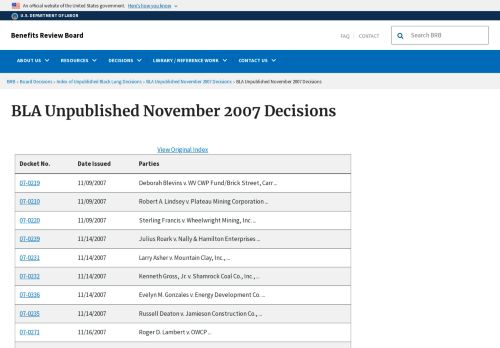 An official website of the United States government. Here's how you know
U.S. DEPARTMENT OF LABOR
Benefits Review Board
FAQ
CONTACT
Search BRB
ABOUT US
RESOURCES
DECISIONS
LIBRARY / REFERENCE WORK
CONTACT US
BRB › Board Decisions › Index of Unpublished Black Lung Decisions › BLA Unpublished November 2007 Decisions › BLA Unpublished November 2007 Decisions
BLA Unpublished November 2007 Decisions
View Original Index
Docket No. Date Issued Parties
07-0219 11/09/2007 Deborah Blevins v. WV CWP Fund/Brick Street, Carr ...
07-0210 11/09/2007 Robert A. Lindsey v. Plateau Mining Corporation ...
07-0220 11/09/2007 Sterling Francis v. Wheelwright Mining, Inc. ...
07-0239 11/14/2007 Julius Roark v. Nally & Hamilton Enterprises ...
07-0231 11/14/2007 Larry Asher v. Mountain Clay, Inc., ...
07-0232 11/14/2007 Kenneth Gross, Jr. v. Shamrock Coal Co., Inc., ...
07-0336 11/14/2007 Evelyn M. Gonzales v. Energy Development Co. ...
07-0235 11/14/2007 Russell Deaton v. Jamieson Construction Co., ...
07-0271 11/16/2007 Roger D. Lambert v. OWCP ...